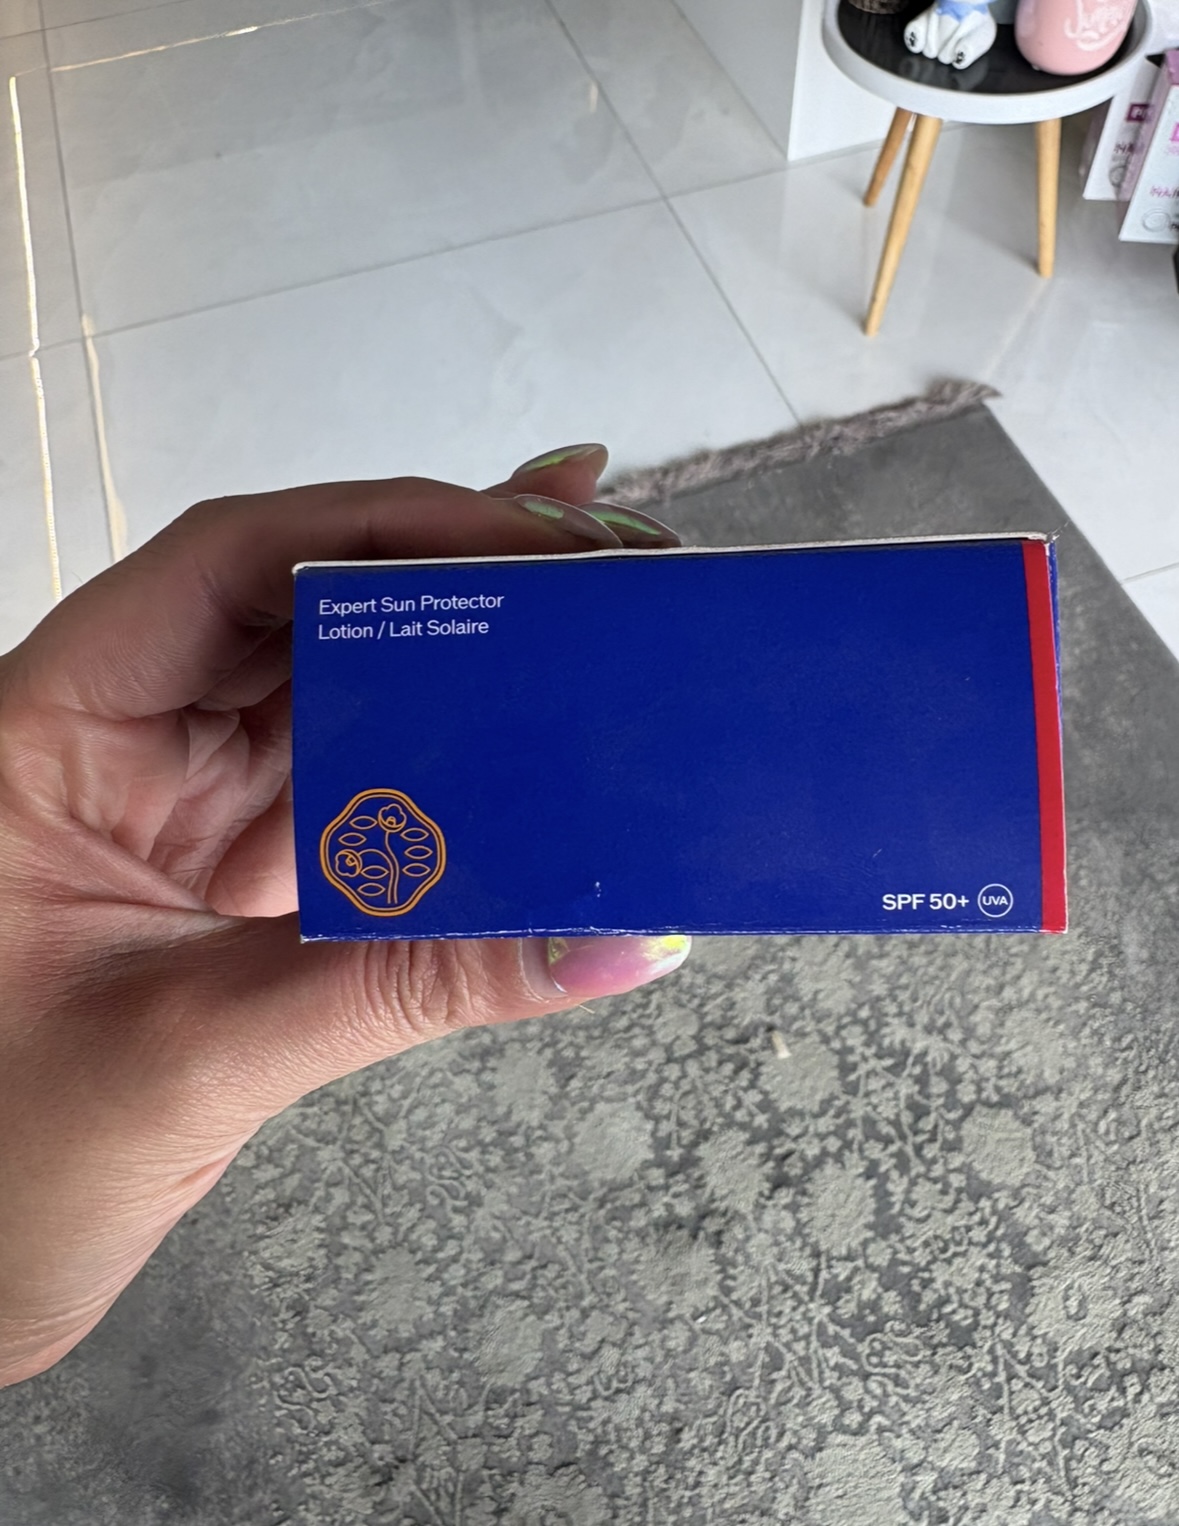 Expert Sun Protector
Lotion / Lait Solaire
SPF 50+ UVA